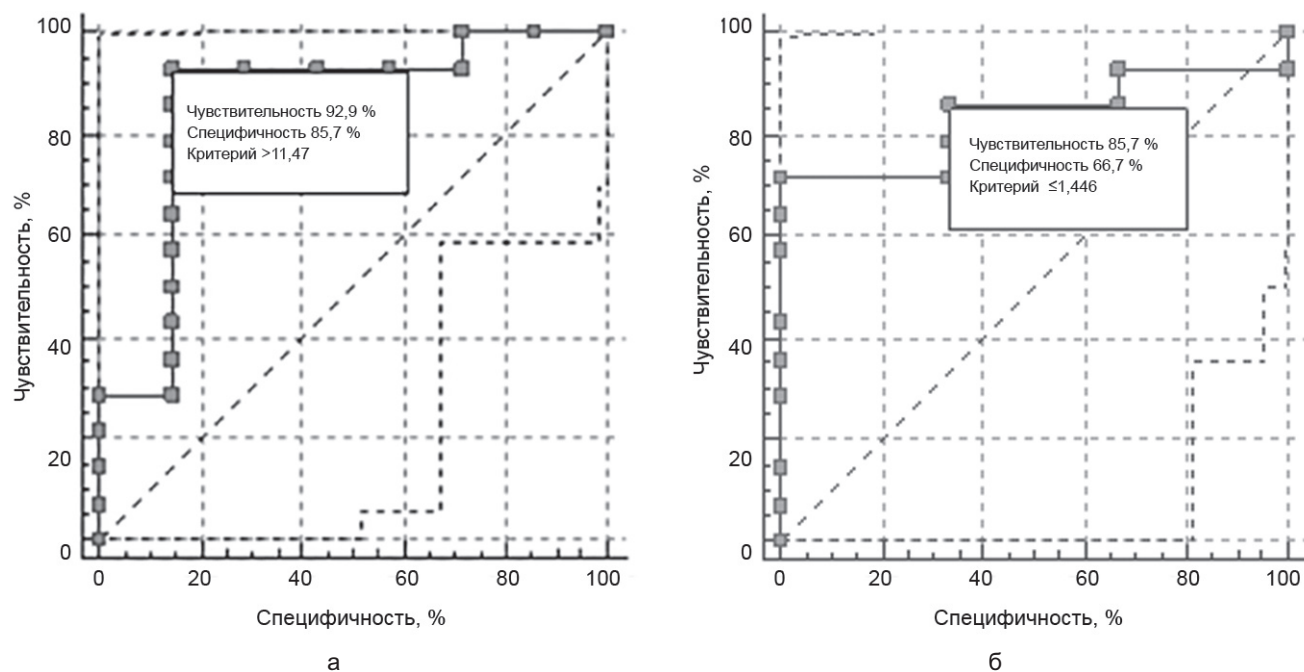 Чувствительность, %
100
80
60
40
20
0
Чувствительность 92,9 %
Специфичность 85,7 %
Критерий >11,47
0 20 40 60 80 100
Специфичность, %
а
Чувствительность, %
100
80
60
40
20
0
Чувствительность 85,7 %
Специфичность 66,7 %
Критерий ≤1,446
0 20 40 60 80 100
Специфичность, %
б